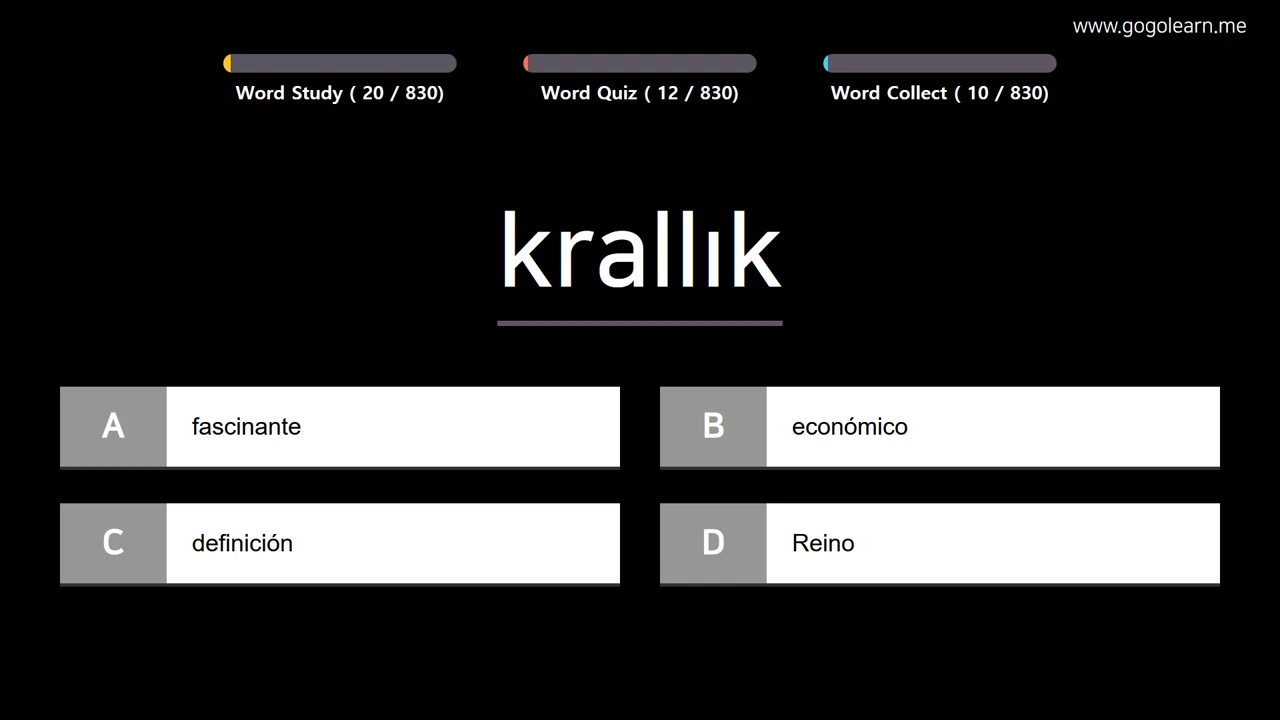 www.gogolearn.me
Word Study ( 20 / 830)
Word Quiz ( 12 / 830)
Word Collect ( 10 / 830)
krallık
A fascinante
B económico
C definición
D Reino